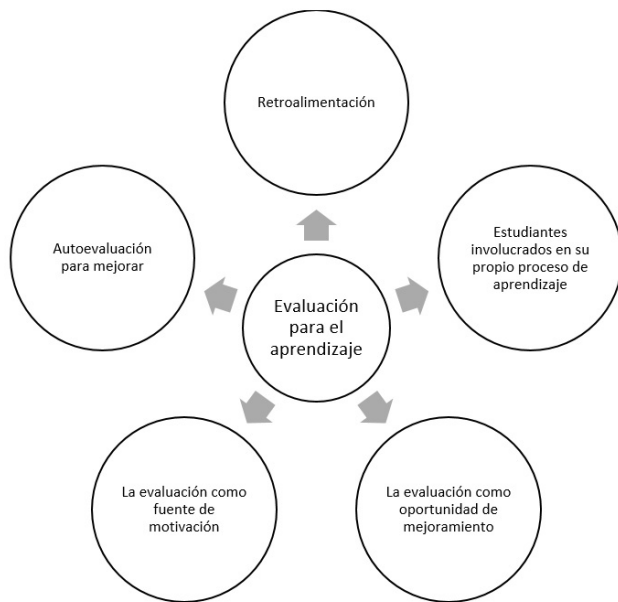 Retroalimentación
Autoevaluación
para mejorar
Estudiantes
involucrados en su
propio proceso de
aprendizaje
Evaluación
para el
aprendizaje
La evaluación como
fuente de
motivación
La evaluación como
oportunidad de
mejoramiento